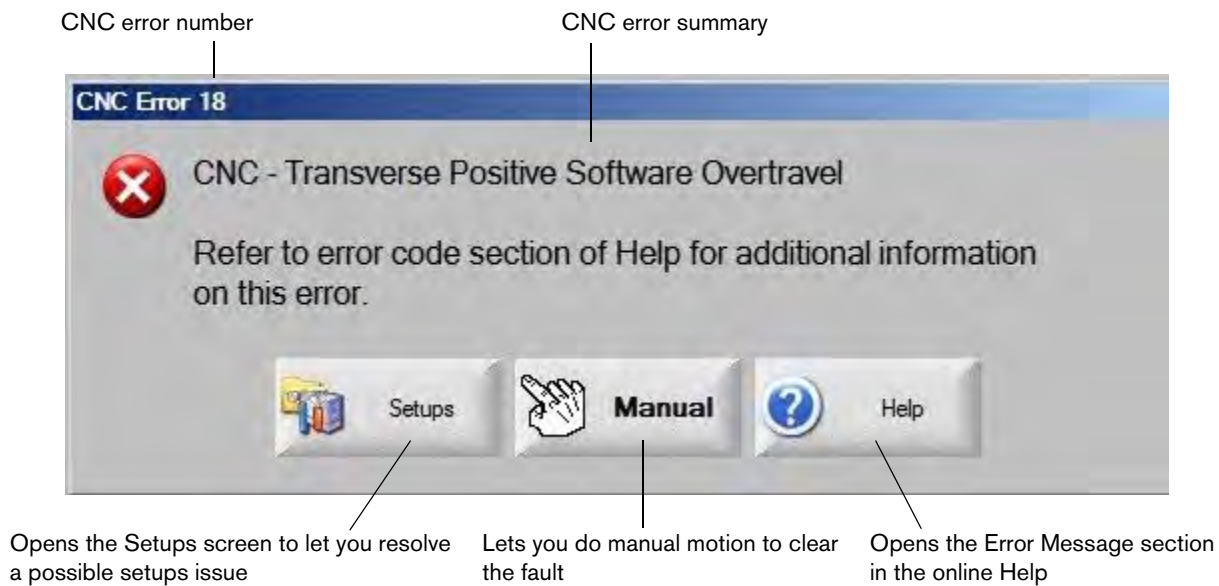 CNC error number
CNC error summary
CNC Error 18
CNC - Transverse Positive Software Overtravel
Refer to error code section of Help for additional information
on this error.
Setups
Manual
Help
Opens the Setups screen to let you resolve
a possible setups issue
Lets you do manual motion to clear
the fault
Opens the Error Message section
in the online Help